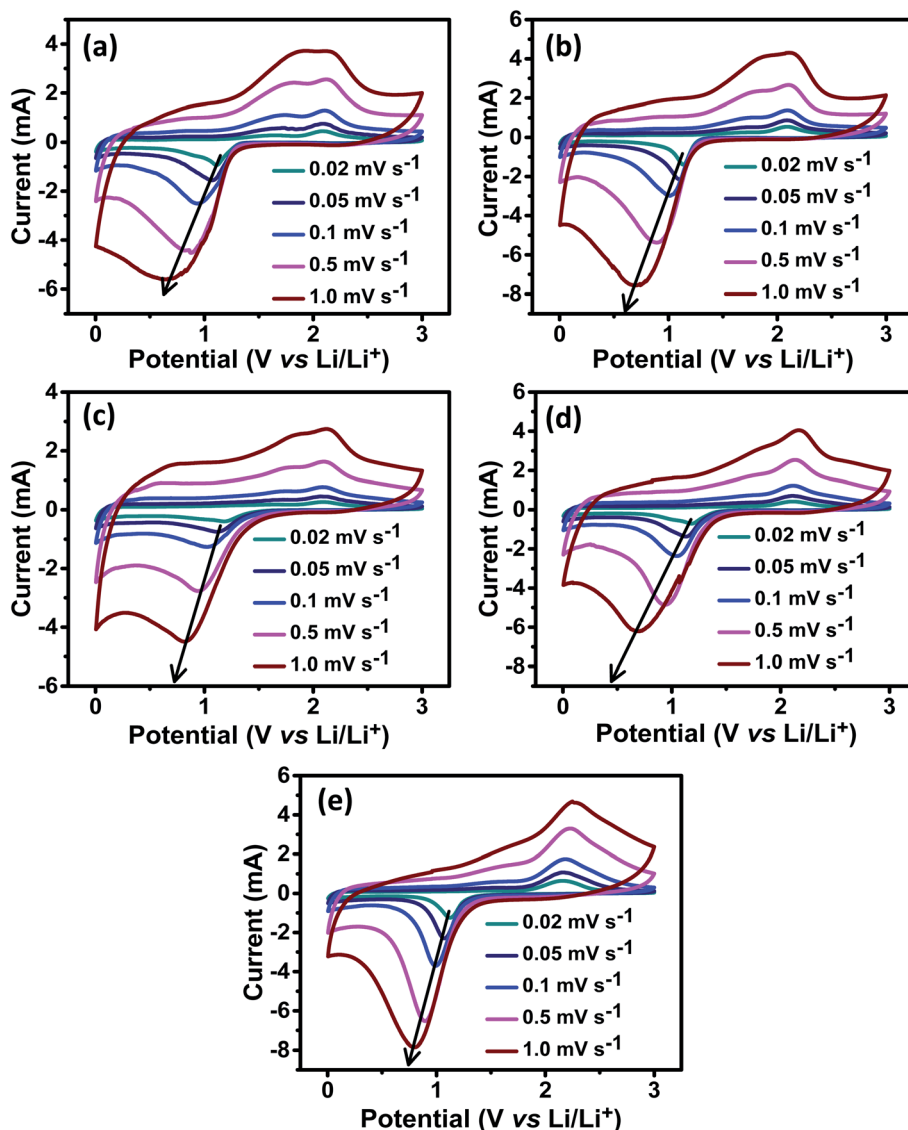 (a)
4
2
0
-2
-4
-6
Current (mA)
0.02 mV s-1
0.05 mV s-1
0.1 mV s-1
0.5 mV s-1
1.0 mV s-1
0 1 2 3
Potential (V vs Li/Li+)
(b)
6
4
2
0
-2
-4
-6
-8
Current (mA)
0.02 mV s-1
0.05 mV s-1
0.1 mV s-1
0.5 mV s-1
1.0 mV s-1
0 1 2 3
Potential (V vs Li/Li+)
(c)
4
2
0
-2
-4
-6
Current (mA)
0.02 mV s-1
0.05 mV s-1
0.1 mV s-1
0.5 mV s-1
1.0 mV s-1
0 1 2 3
Potential (V vs Li/Li+)
(d)
6
4
2
0
-2
-4
-6
-8
Current (mA)
0.02 mV s-1
0.05 mV s-1
0.1 mV s-1
0.5 mV s-1
1.0 mV s-1
0 1 2 3
Potential (V vs Li/Li+)
(e)
6
4
2
0
-2
-4
-6
-8
Current (mA)
0.02 mV s-1
0.05 mV s-1
0.1 mV s-1
0.5 mV s-1
1.0 mV s-1
0 1 2 3
Potential (V vs Li/Li+)